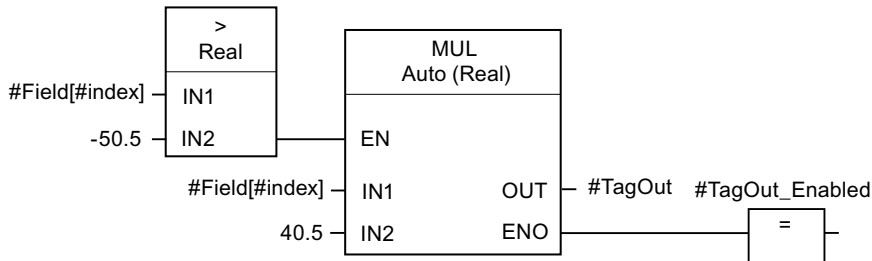 >
Real
#Field[#index]
IN1
-50.5
IN2
MUL
Auto (Real)
EN
#Field[#index]
IN1
OUT
#TagOut
#TagOut_Enabled
40.5
IN2
ENO
=